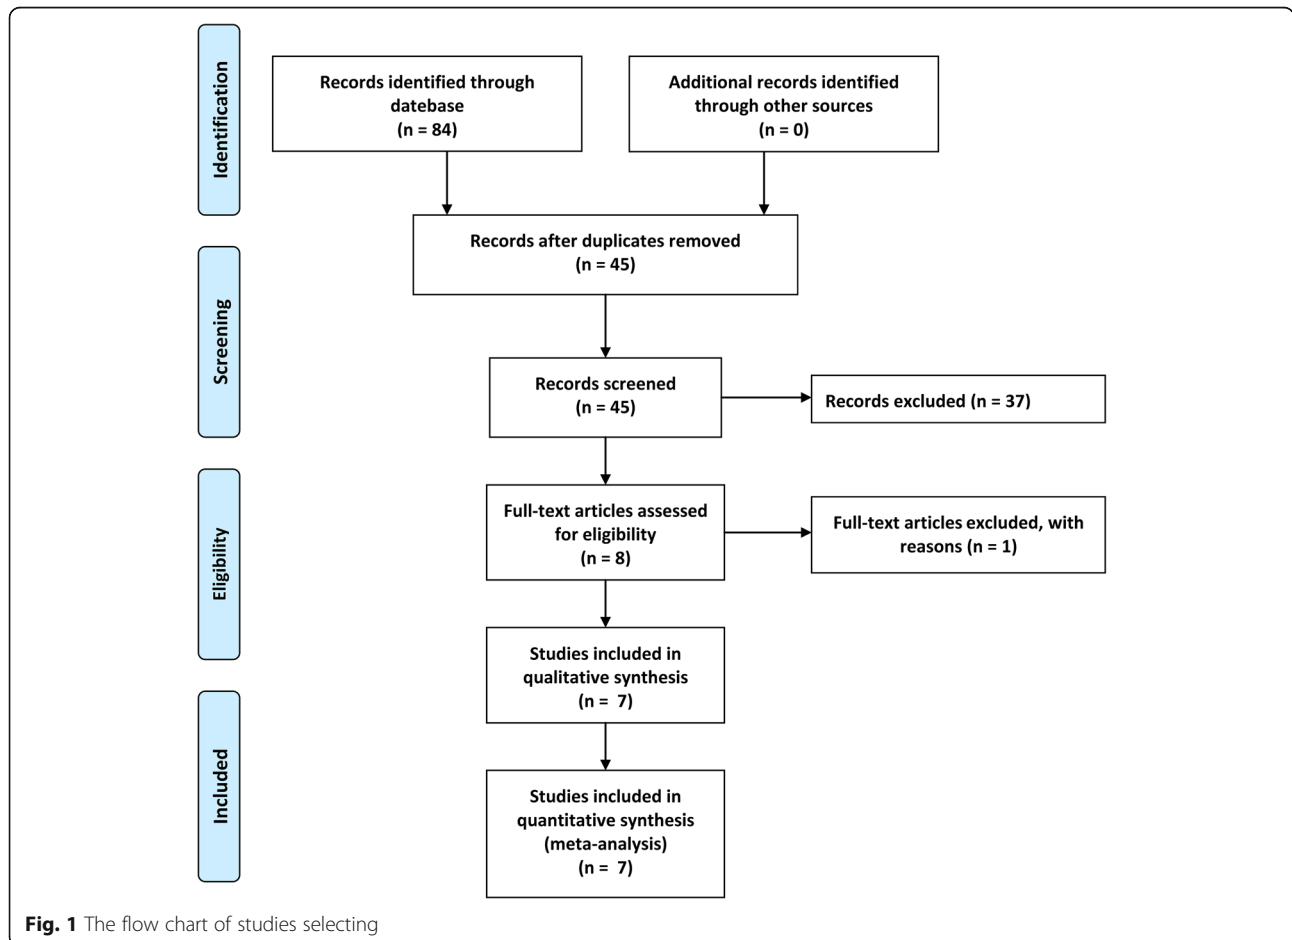 Identification
Records identified through
datebase
(n = 84)
Additional records identified
through other sources
(n = 0)
Records after duplicates removed
(n = 45)
Screening
Records screened
(n = 45)
Records excluded (n = 37)
Eligibility
Full-text articles assessed
for eligibility
(n = 8)
Full-text articles excluded, with
reasons (n = 1)
Studies included in
qualitative synthesis
(n =  7)
Included
Studies included in
quantitative synthesis
(meta-analysis)
(n =  7)
Fig. 1 The flow chart of studies selecting